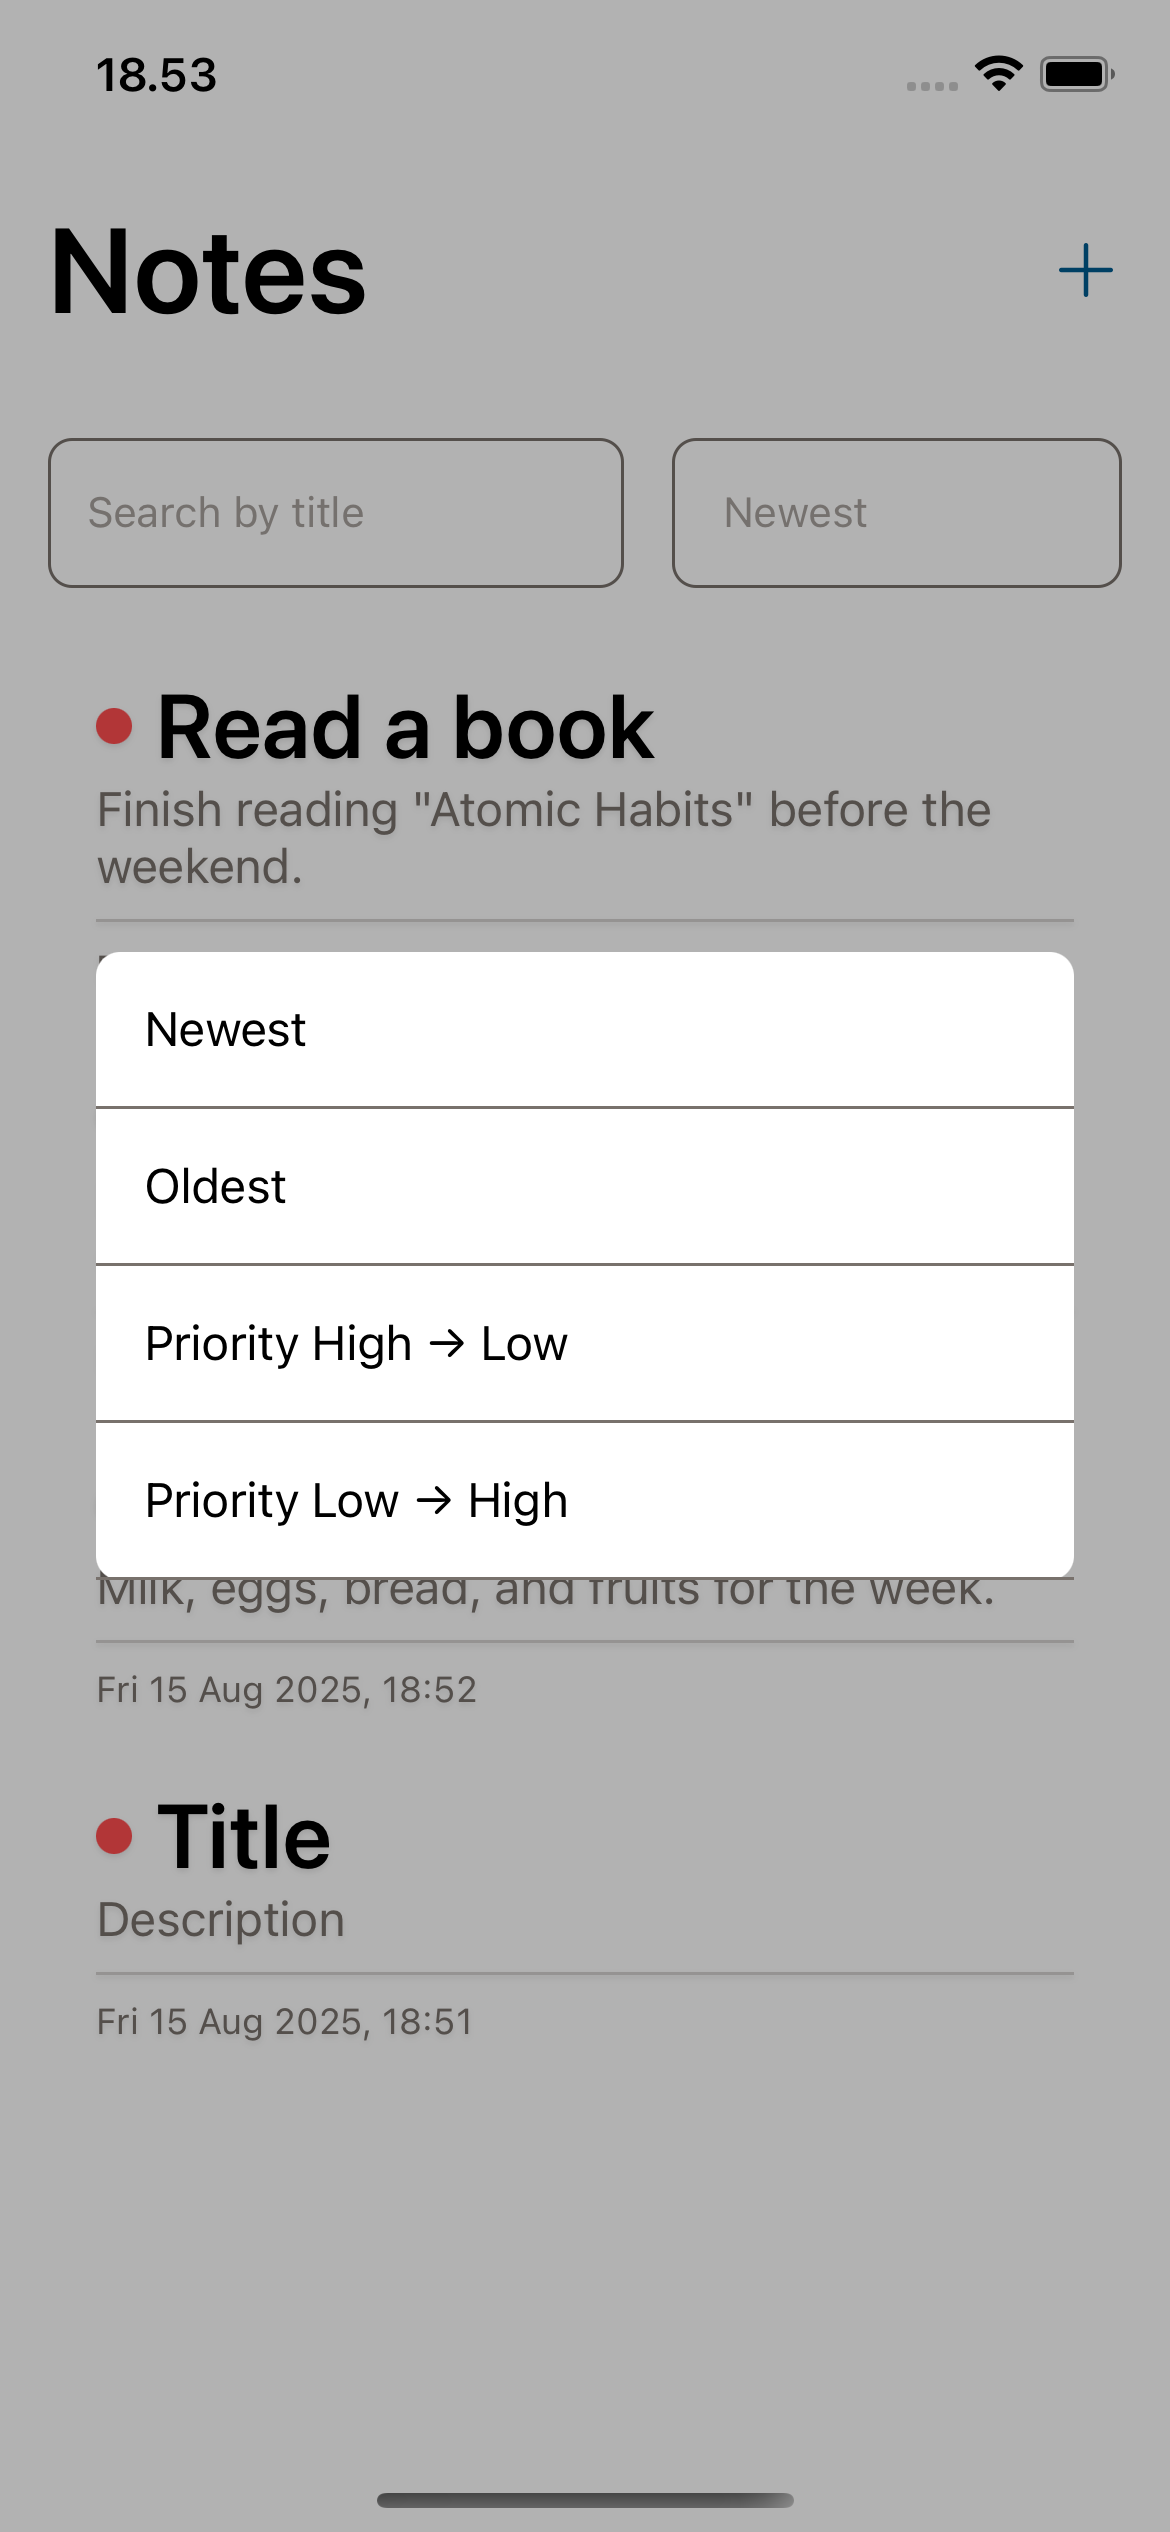 18.53
Notes
Search by title
Newest
Read a book
Finish reading "Atomic Habits" before the
weekend.
Newest
Oldest
Priority High → Low
Priority Low → High
Milk, eggs, bread, and fruits for the week.
Fri 15 Aug 2025, 18:52
Title
Description
Fri 15 Aug 2025, 18:51